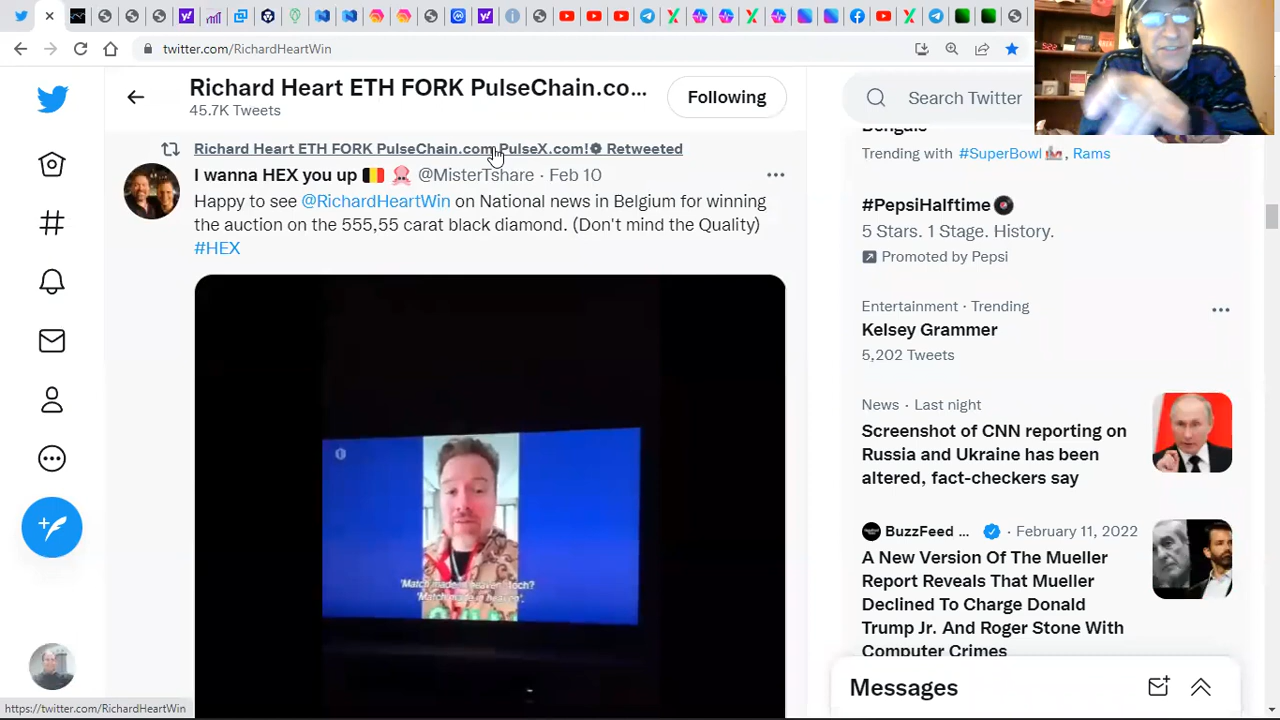 twitter.com/RichardHeartWin
Richard Heart ETH FORK PulseChain.co...
45.7K Tweets
Following
Search Twitter
Richard Heart ETH FORK PulseChain.com PulseX.com! Retweeted
I wanna HEX you up @MisterTshare · Feb 10
Happy to see @RichardHeartWin on National news in Belgium for winning
the auction on the 555,55 carat black diamond. (Don't mind the Quality)
#HEX
'Match made in heaven' toch?
'Match made in heaven'.
Bengals
Trending with #SuperBowl, Rams
#PepsiHalftime
5 Stars. 1 Stage. History.
Promoted by Pepsi
Entertainment · Trending
Kelsey Grammer
5,202 Tweets
News · Last night
Screenshot of CNN reporting on
Russia and Ukraine has been
altered, fact-checkers say
BuzzFeed ... · February 11, 2022
A New Version Of The Mueller
Report Reveals That Mueller
Declined To Charge Donald
Trump Jr. And Roger Stone With
Computer Crimes
Messages
https://twitter.com/RichardHeartWin